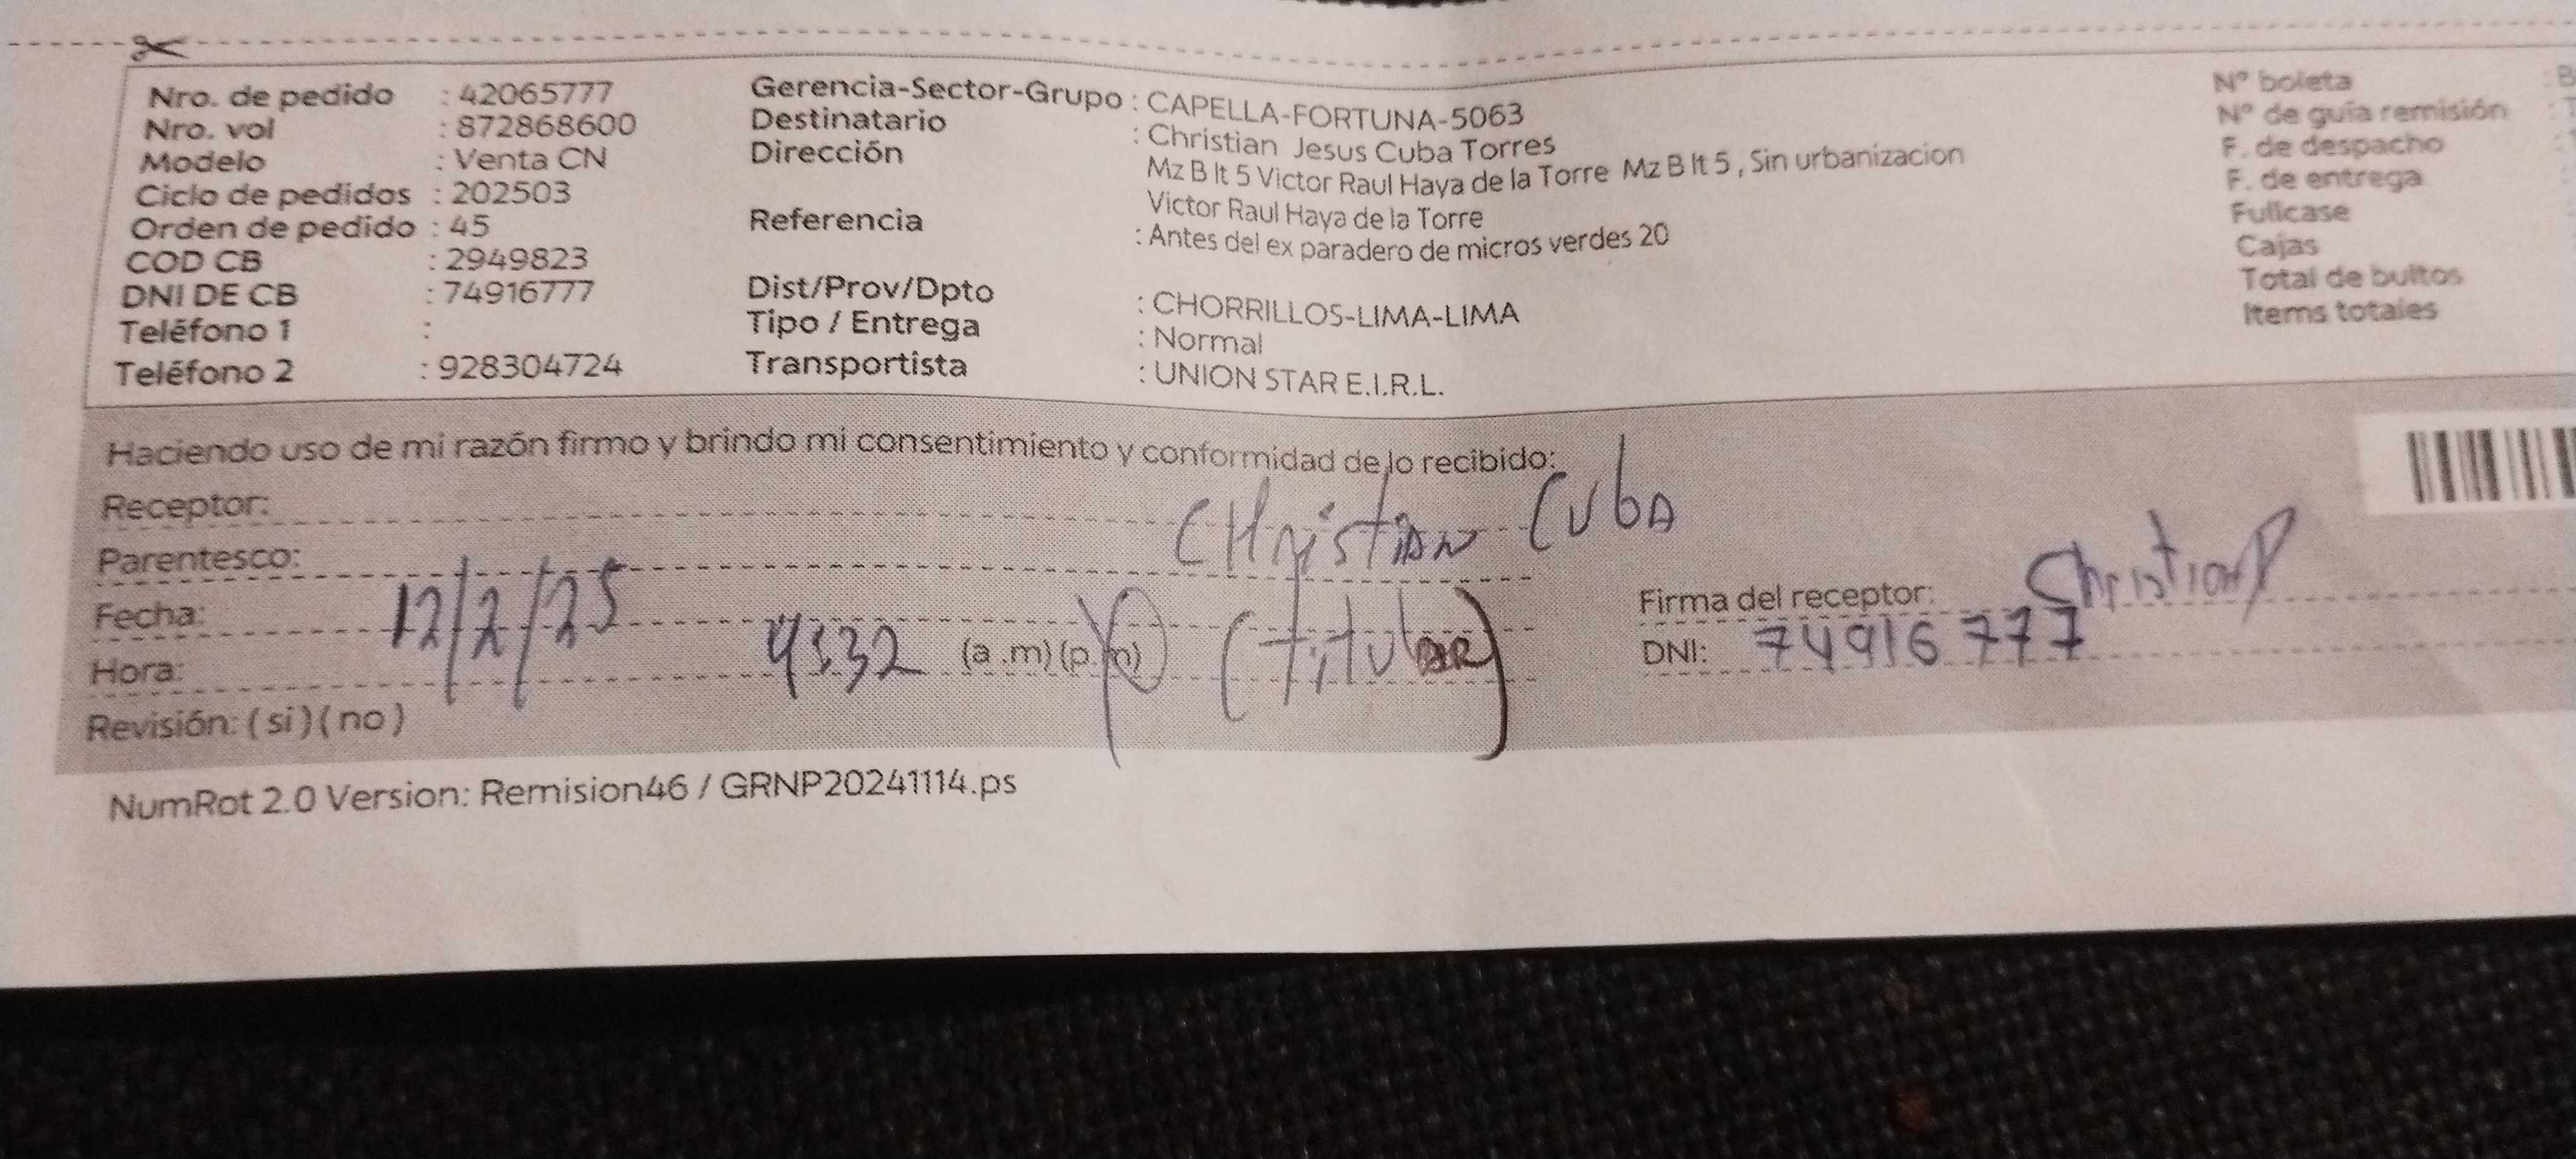 Nro. de pedido : 42065777
Nro. vol : 872868600
Modelo : Venta CN
Ciclo de pedidos : 202503
Orden de pedido : 45
COD CB : 2949823
DNI DE CB : 74916777
Teléfono 1 :
Teléfono 2 : 928304724
Gerencia-Sector-Grupo : CAPELLA-FORTUNA-5063
Destinatario : Christian Jesus Cuba Torres
Dirección Mz B lt 5 Victor Raul Haya de la Torre Mz B lt 5 , Sin urbanizacion
Victor Raul Haya de la Torre
Referencia : Antes del ex paradero de micros verdes 20
Dist/Prov/Dpto : CHORRILLOS-LIMA-LIMA
Tipo / Entrega : Normal
Transportista : UNION STAR E.I.R.L.
N° boleta
N° de guía remisión
F. de despacho
F. de entrega
Fullcase
Cajas
Total de bultos
Items totales
Haciendo uso de mi razón firmo y brindo mi consentimiento y conformidad de lo recibido:
Receptor: CHristian Cuba
Parentesco: (titular)
Fecha: 12/2/25
Hora: 4:32 (a .m) (p.m)
Revisión: ( si ) ( no )
Firma del receptor: Christian
DNI: 74916777
NumRot 2.0 Version: Remision46 / GRNP20241114.ps